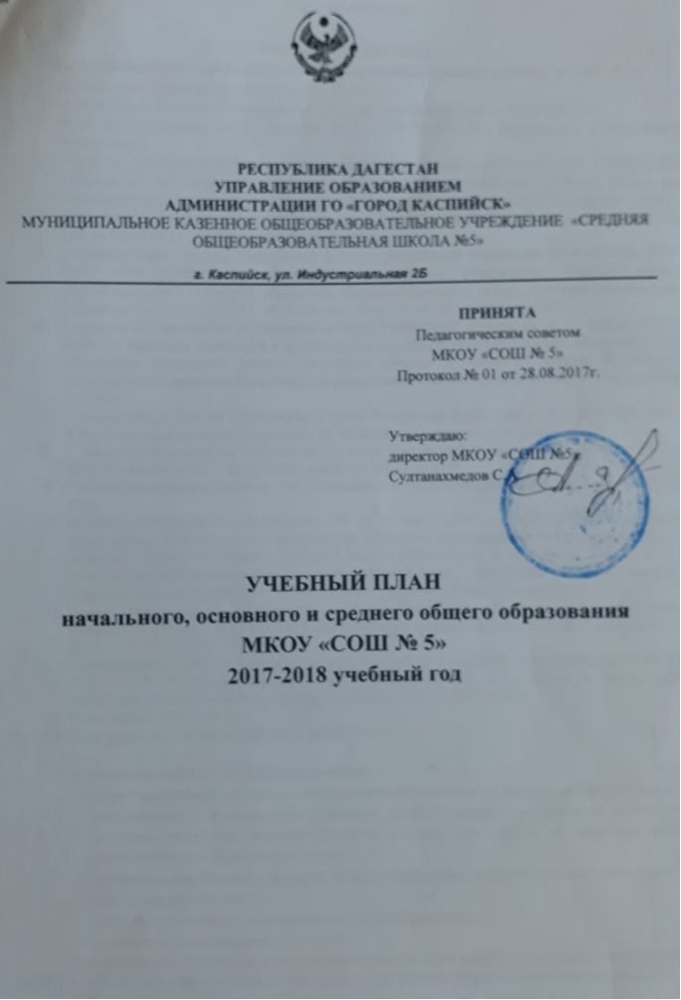 РЕСПУБЛИКА ДАГЕСТАН
УПРАВЛЕНИЕ ОБРАЗОВАНИЕМ
АДМИНИСТРАЦИИ ГО «ГОРОД КАСПИЙСК»
МУНИЦИПАЛЬНОЕ КАЗЕННОЕ ОБЩЕОБРАЗОВАТЕЛЬНОЕ УЧРЕЖДЕНИЕ «СРЕДНЯЯ
ОБЩЕОБРАЗОВАТЕЛЬНАЯ ШКОЛА №5»
г. Каспийск, ул. Индустриальная 2Б
ПРИНЯТА
Педагогическим советом
МКОУ «СОШ № 5»
Протокол № 01 от 28.08.2017г.
Утверждаю:
директор МКОУ «СОШ №5»
Султанахмедов С.
УЧЕБНЫЙ ПЛАН
начального, основного и среднего общего образования
МКОУ «СОШ № 5»
2017-2018 учебный год